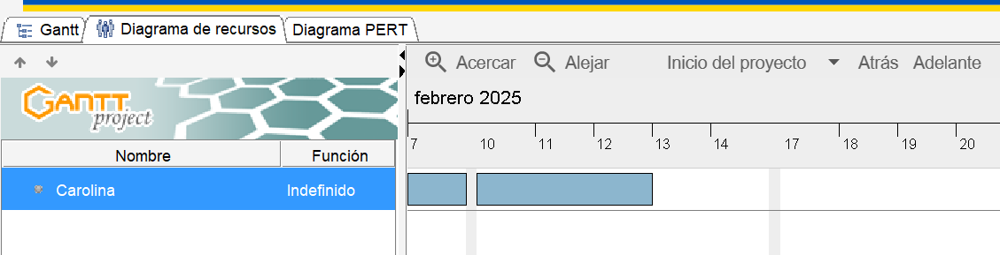 Gantt Diagrama de recursos Diagrama PERT
Acercar Alejar Inicio del proyecto Atrás Adelante
GANTT
project
febrero 2025
7 10 11 12 13 14 17 18 19 20
Nombre Función
Carolina Indefinido